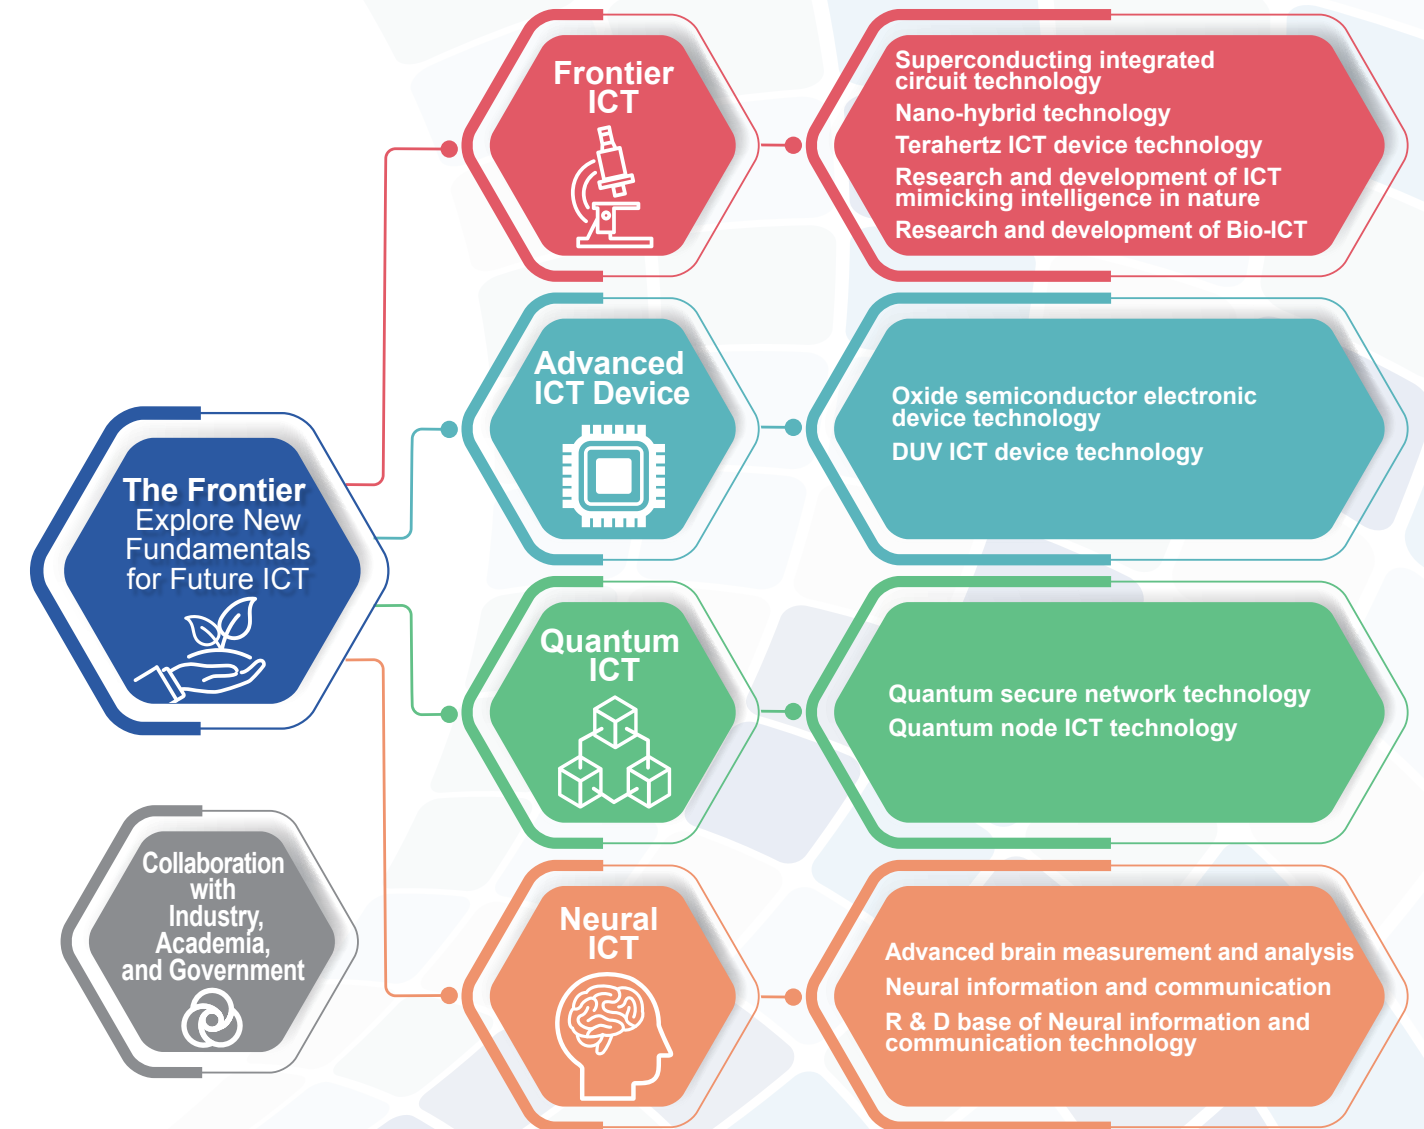 The Frontier
Explore New
Fundamentals
for Future ICT
Collaboration
with
Industry,
Academia,
and Government
Frontier
ICT
Superconducting integrated
circuit technology
Nano-hybrid technology
Terahertz ICT device technology
Research and development of ICT
mimicking intelligence in nature
Research and development of Bio-ICT
Advanced
ICT Device
Oxide semiconductor electronic
device technology
DUV ICT device technology
Quantum
ICT
Quantum secure network technology
Quantum node ICT technology
Neural
ICT
Advanced brain measurement and analysis
Neural information and communication
R & D base of Neural information and
communication technology